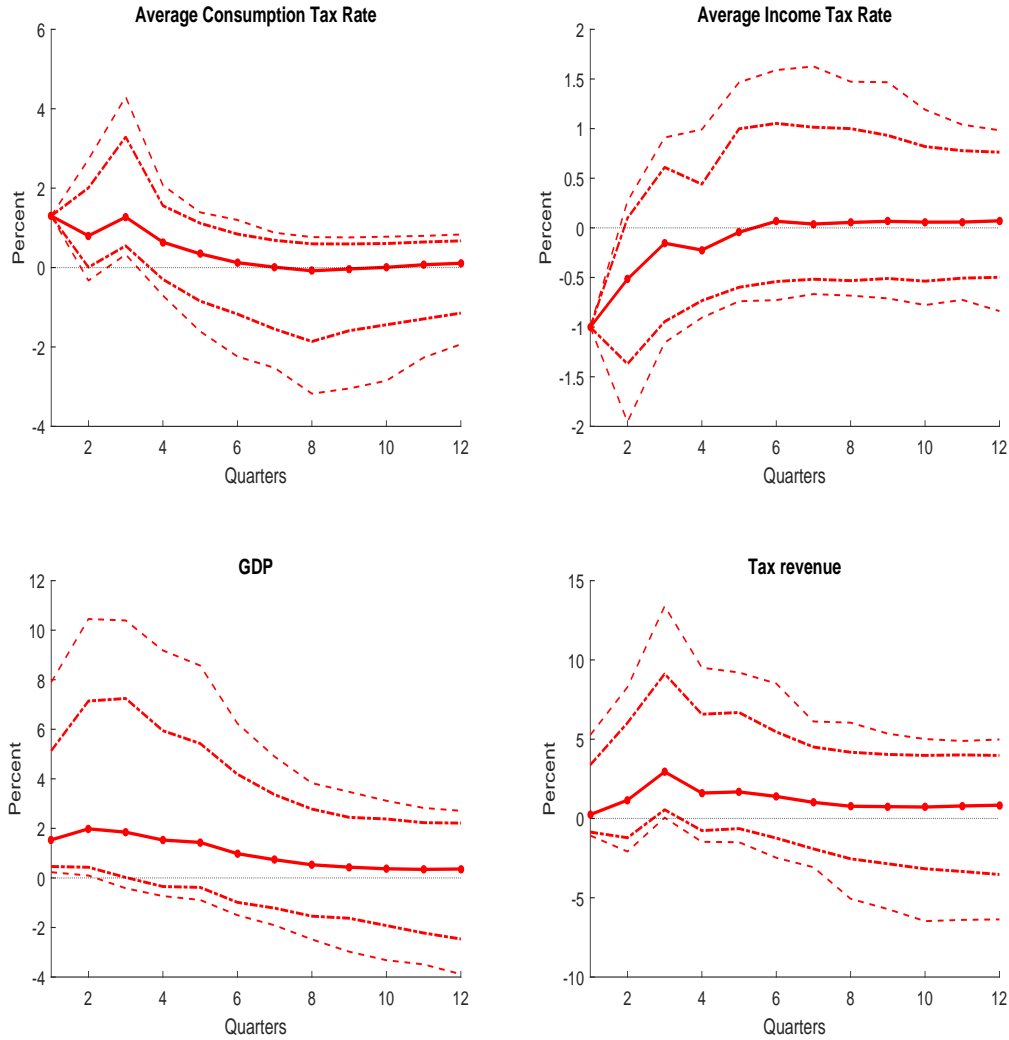 Average Consumption Tax Rate
6
4
2
0
-2
-4
Percent
2 4 6 8 10 12
Quarters
Average Income Tax Rate
2
1.5
1
0.5
0
-0.5
-1
-1.5
-2
Percent
2 4 6 8 10 12
Quarters
GDP
12
10
8
6
4
2
0
-2
-4
Percent
2 4 6 8 10 12
Quarters
Tax revenue
15
10
5
0
-5
-10
Percent
2 4 6 8 10 12
Quarters